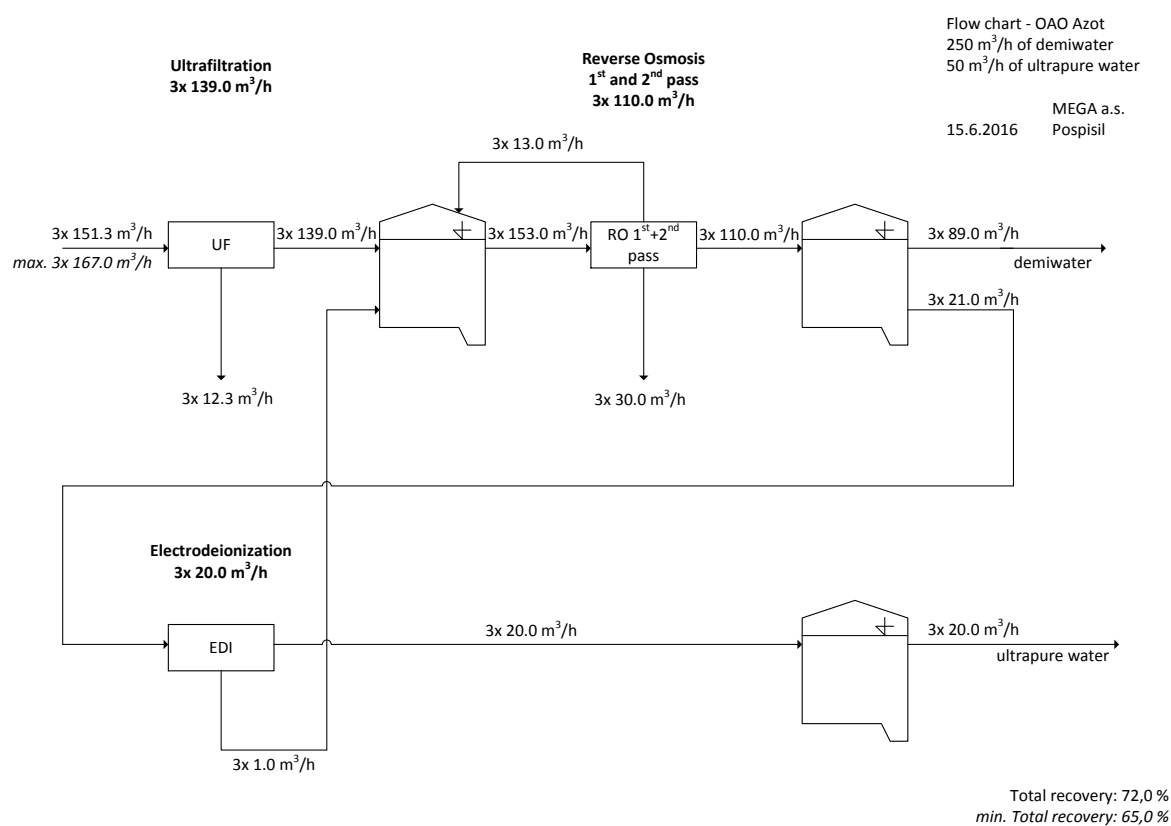 Flow chart - OAO Azot
250 m³/h of demiwater
50 m³/h of ultrapure water
MEGA a.s.
15.6.2016 Pospisil
Ultrafiltration
3x 139.0 m³/h
Reverse Osmosis
1ˢᵗ and 2ⁿᵈ pass
3x 110.0 m³/h
3x 13.0 m³/h
3x 151.3 m³/h
max. 3x 167.0 m³/h
UF
3x 139.0 m³/h
3x 153.0 m³/h
RO 1ˢᵗ+2ⁿᵈ
pass
3x 110.0 m³/h
3x 89.0 m³/h
demiwater
3x 21.0 m³/h
3x 12.3 m³/h
3x 30.0 m³/h
Electrodeionization
3x 20.0 m³/h
EDI
3x 20.0 m³/h
3x 20.0 m³/h
ultrapure water
3x 1.0 m³/h
Total recovery: 72,0 %
min. Total recovery: 65,0 %